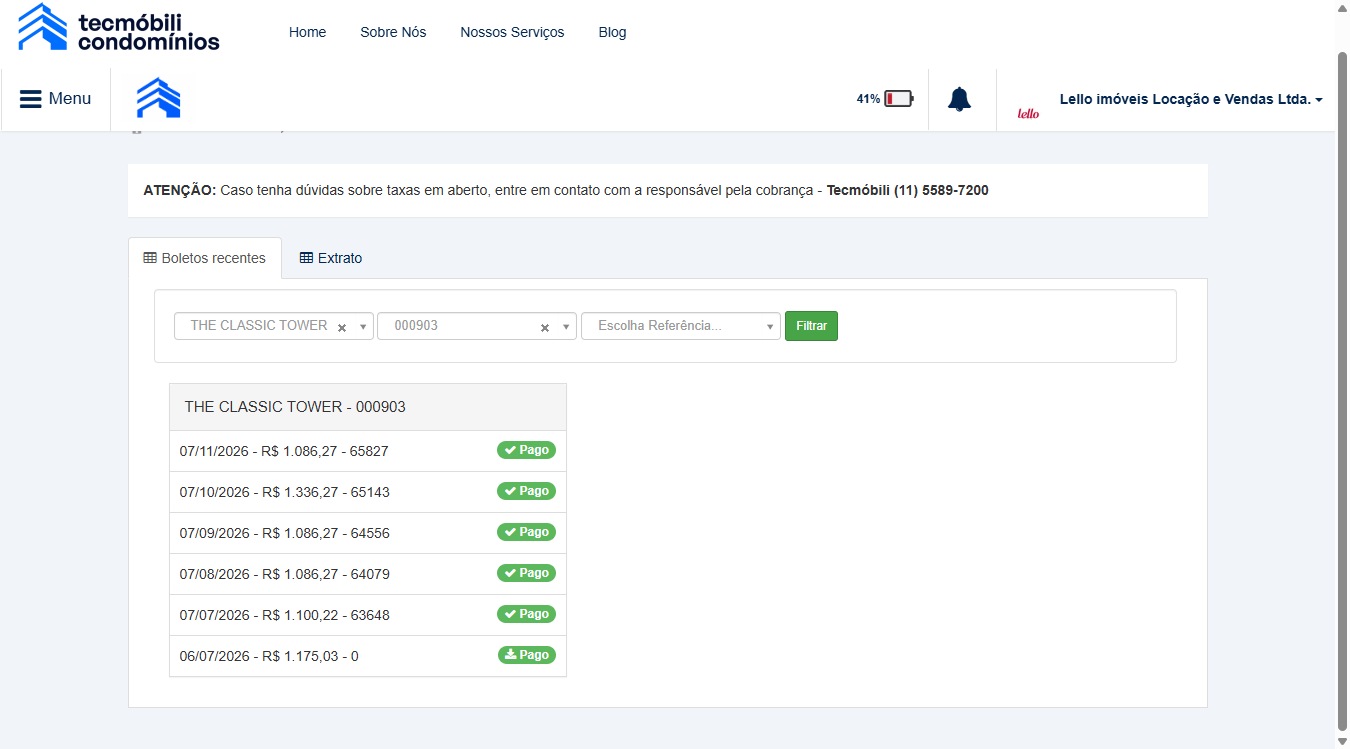 tecmóbili
condomínios
Home Sobre Nós Nossos Serviços Blog
Menu
41%
lello
Lello imóveis Locação e Vendas Ltda.
ATENÇÃO: Caso tenha dúvidas sobre taxas em aberto, entre em contato com a responsável pela cobrança - Tecmóbili (11) 5589-7200
Boletos recentes Extrato
THE CLASSIC TOWER 000903 Escolha Referência... Filtrar
THE CLASSIC TOWER - 000903
07/11/2026 - R$ 1.086,27 - 65827 Pago
07/10/2026 - R$ 1.336,27 - 65143 Pago
07/09/2026 - R$ 1.086,27 - 64556 Pago
07/08/2026 - R$ 1.086,27 - 64079 Pago
07/07/2026 - R$ 1.100,22 - 63648 Pago
06/07/2026 - R$ 1.175,03 - 0 Pago